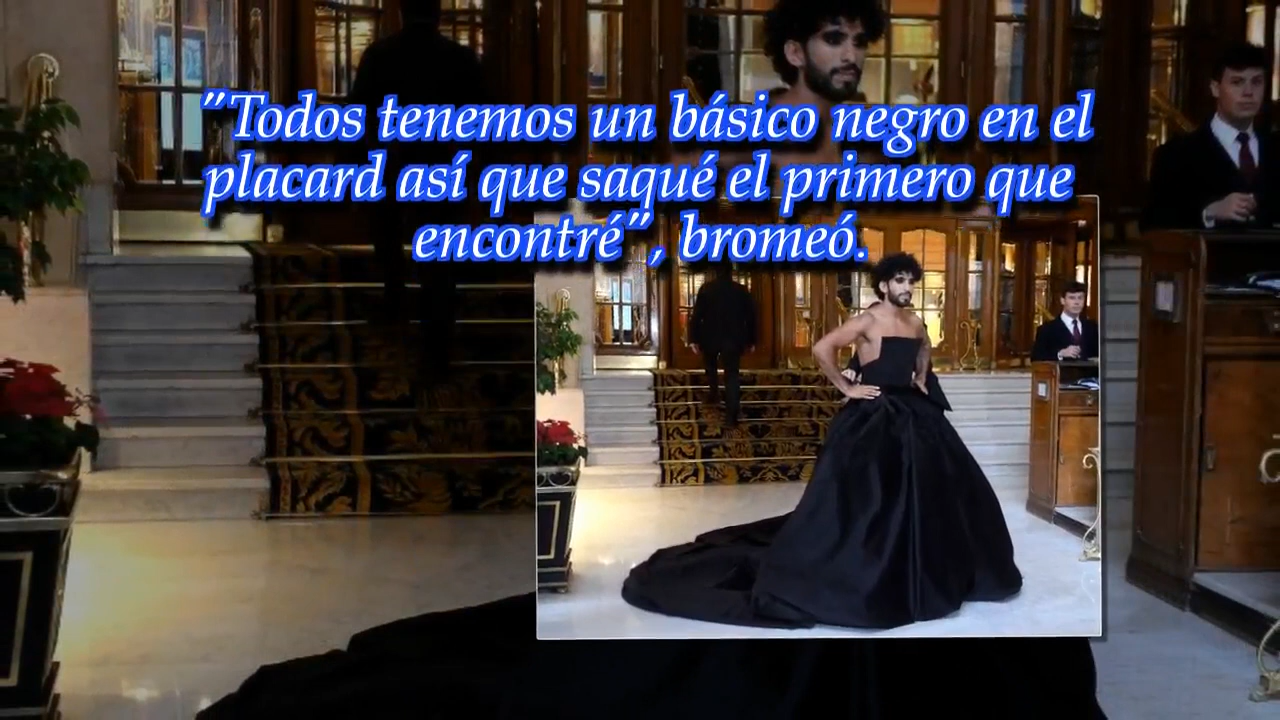 "Todos tenemos un básico negro en el
placard así que saqué el primero que
encontré", bromeó.